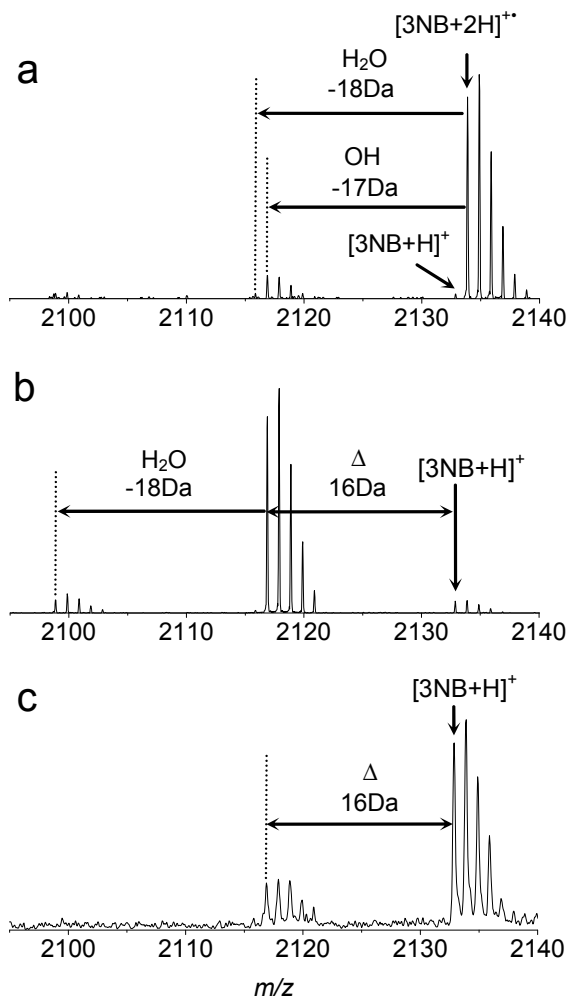 a
[3NB+2H]⁺•
H₂O
-18Da
OH
-17Da
[3NB+H]⁺
2100 2110 2120 2130 2140
b
H₂O
-18Da
Δ
16Da
[3NB+H]⁺
2100 2110 2120 2130 2140
c
[3NB+H]⁺
Δ
16Da
2100 2110 2120 2130 2140
m/z